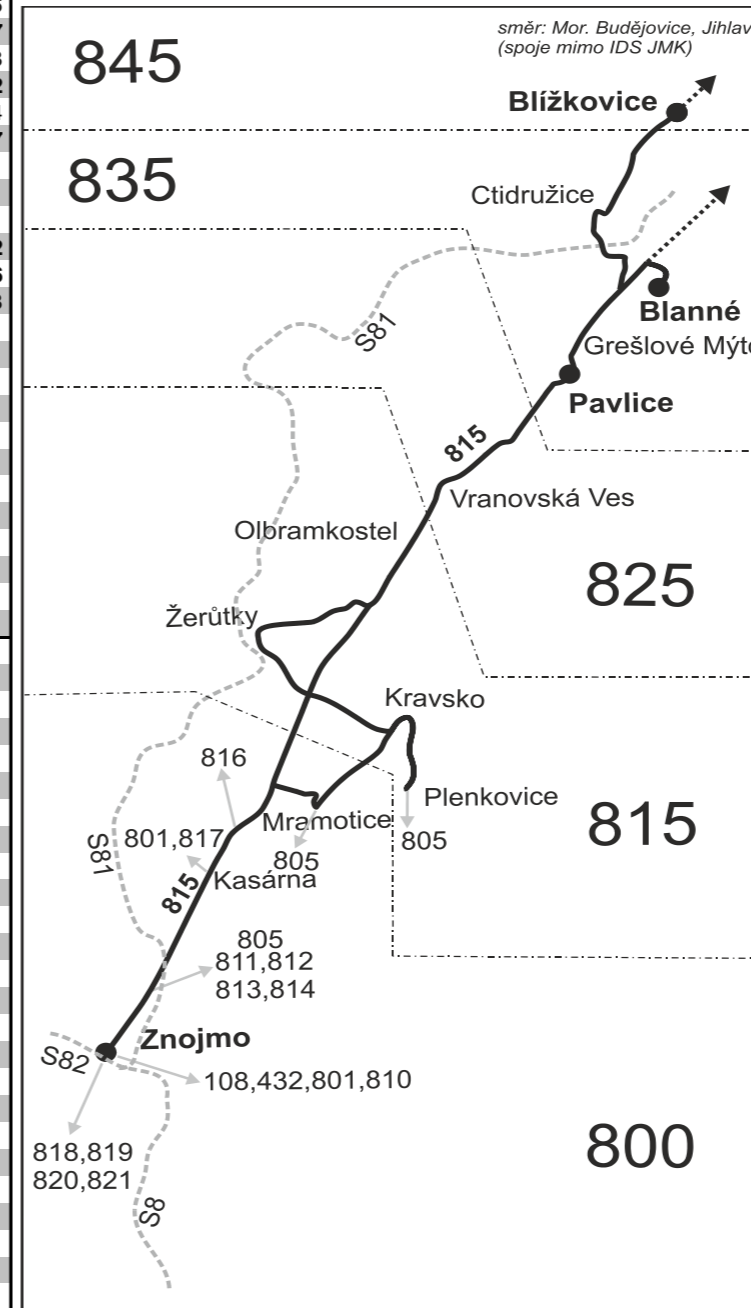 směr: Mor. Budějovice, Jihlav
(spoje mimo IDS JMK)
845
Blížkovice
835
Ctidružice
S81
Blanné
Grešlové Mýto
Pavlice
815
Vranovská Ves
Olbramkostel
825
Žerůtky
Kravsko
816
Plenkovice
815
Mramotice
801,817
805
805
S81
Kasárna
815
805
811,812
813,814
Znojmo
S82
108,432,801,810
800
818,819
820,821
S8